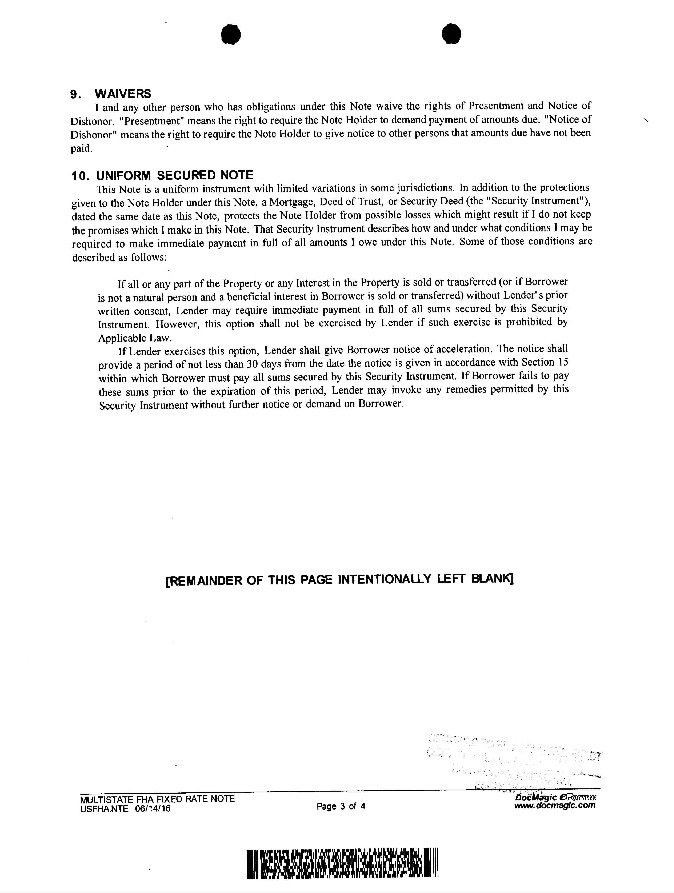 9. WAIVERS
I and any other person who has obligations under this Note waive the rights of Presentment and Notice of
Dishonor. "Presentment" means the right to require the Note Holder to demand payment of amounts due. "Notice of
Dishonor" means the right to require the Note Holder to give notice to other persons that amounts due have not been
paid.
10. UNIFORM SECURED NOTE
This Note is a uniform instrument with limited variations in some jurisdictions. In addition to the protections
given to the Note Holder under this Note, a Mortgage, Deed of Trust, or Security Deed (the "Security Instrument"),
dated the same date as this Note, protects the Note Holder from possible losses which might result if I do not keep
the promises which I make in this Note. That Security Instrument describes how and under what conditions I may be
required to make immediate payment in full of all amounts I owe under this Note. Some of those conditions are
described as follows:
If all or any part of the Property or any Interest in the Property is sold or transferred (or if Borrower
is not a natural person and a beneficial interest in Borrower is sold or transferred) without Lender's prior
written consent, Lender may require immediate payment in full of all sums secured by this Security
Instrument. However, this option shall not be exercised by Lender if such exercise is prohibited by
Applicable Law.
If Lender exercises this option, Lender shall give Borrower notice of acceleration. The notice shall
provide a period of not less than 30 days from the date the notice is given in accordance with Section 15
within which Borrower must pay all sums secured by this Security Instrument. If Borrower fails to pay
these sums prior to the expiration of this period, Lender may invoke any remedies permitted by this
Security Instrument without further notice or demand on Borrower.
[REMAINDER OF THIS PAGE INTENTIONALLY LEFT BLANK]
MULTISTATE FHA FIXED RATE NOTE
USFHA.NTE 06/14/16
Page 3 of 4
DocMagic
www.docmagic.com